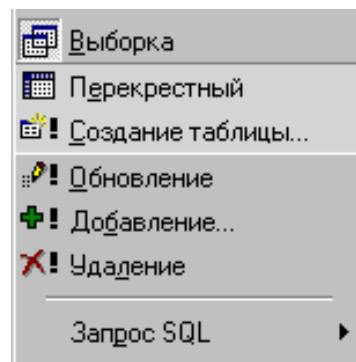 Выборка
Перекрестный
Создание таблицы...
Обновление
Добавление...
Удаление
Запрос SQL